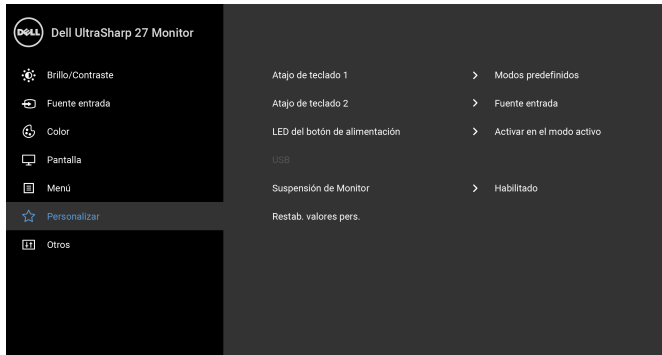 DELL Dell UltraSharp 27 Monitor
Brillo/Contraste
Fuente entrada
Color
Pantalla
Menú
Personalizar
Otros
Atajo de teclado 1 > Modos predefinidos
Atajo de teclado 2 > Fuente entrada
LED del botón de alimentación > Activar en el modo activo
USB
Suspensión de Monitor > Habilitado
Restab. valores pers.